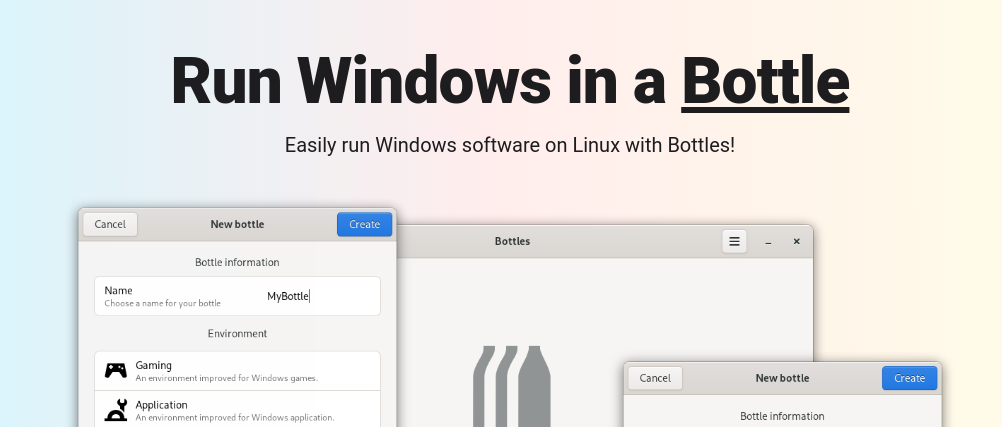 Run Windows in a Bottle
Easily run Windows software on Linux with Bottles!
Cancel New bottle Create
Bottle information
Name
Choose a name for your bottle
MyBottle
Environment
Gaming
An environment improved for Windows games.
Application
An environment improved for Windows application.
Bottles
Cancel New bottle Create
Bottle information